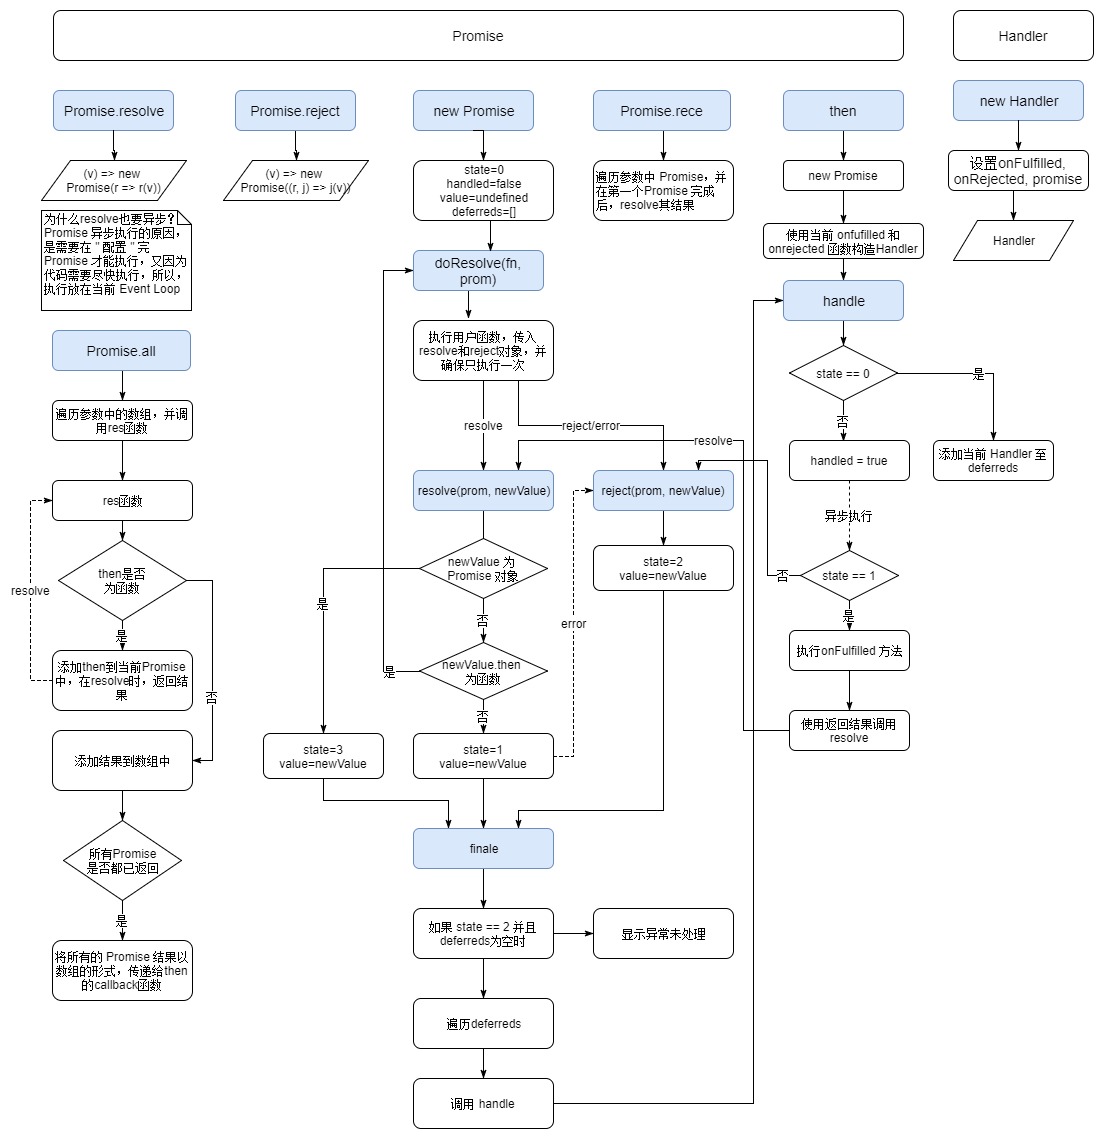 Promise
Handler
Promise.resolve
(v) => new
Promise(r => r(v))
为什么resolve也要异步？
Promise 异步执行的原因，
是需要在 " 配置 " 完
Promise 才能执行，又因为
代码需要尽快执行，所以，
执行放在当前 Event Loop
Promise.all
遍历参数中的数组，并调
用res函数
res函数
then是否
为函数
resolve
是
否
添加then到当前Promise
中，在resolve时，返回结
果
添加结果到数组中
所有Promise
是否都已返回
是
将所有的 Promise 结果以
数组的形式，传递给then
的callback函数
Promise.reject
(v) => new
Promise((r, j) => j(v))
new Promise
state=0
handled=false
value=undefined
deferreds=[]
doResolve(fn,
prom)
执行用户函数，传入
resolve和reject对象，并
确保只执行一次
resolve
reject/error
resolve
resolve(prom, newValue)
newValue 为
Promise 对象
是
否
newValue.then
为函数
是
否
state=3
value=newValue
state=1
value=newValue
error
finale
如果 state == 2 并且
deferreds为空时
显示异常未处理
遍历deferreds
调用 handle
Promise.rece
遍历参数中 Promise，并
在第一个Promise 完成
后，resolve其结果
reject(prom, newValue)
state=2
value=newValue
then
new Promise
使用当前 onfufilled 和
onrejected 函数构造Handler
handle
state == 0
是
否
添加当前 Handler 至
deferreds
handled = true
异步执行
state == 1
否
是
执行onFulfilled 方法
使用返回结果调用
resolve
new Handler
设置onFulfilled,
onRejected, promise
Handler